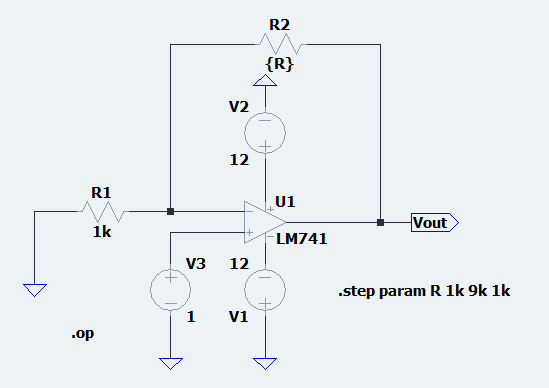 R2
{R}
V2
12
R1
1k
U1
LM741
Vout
V3
1
12
V1
.step param R 1k 9k 1k
.op